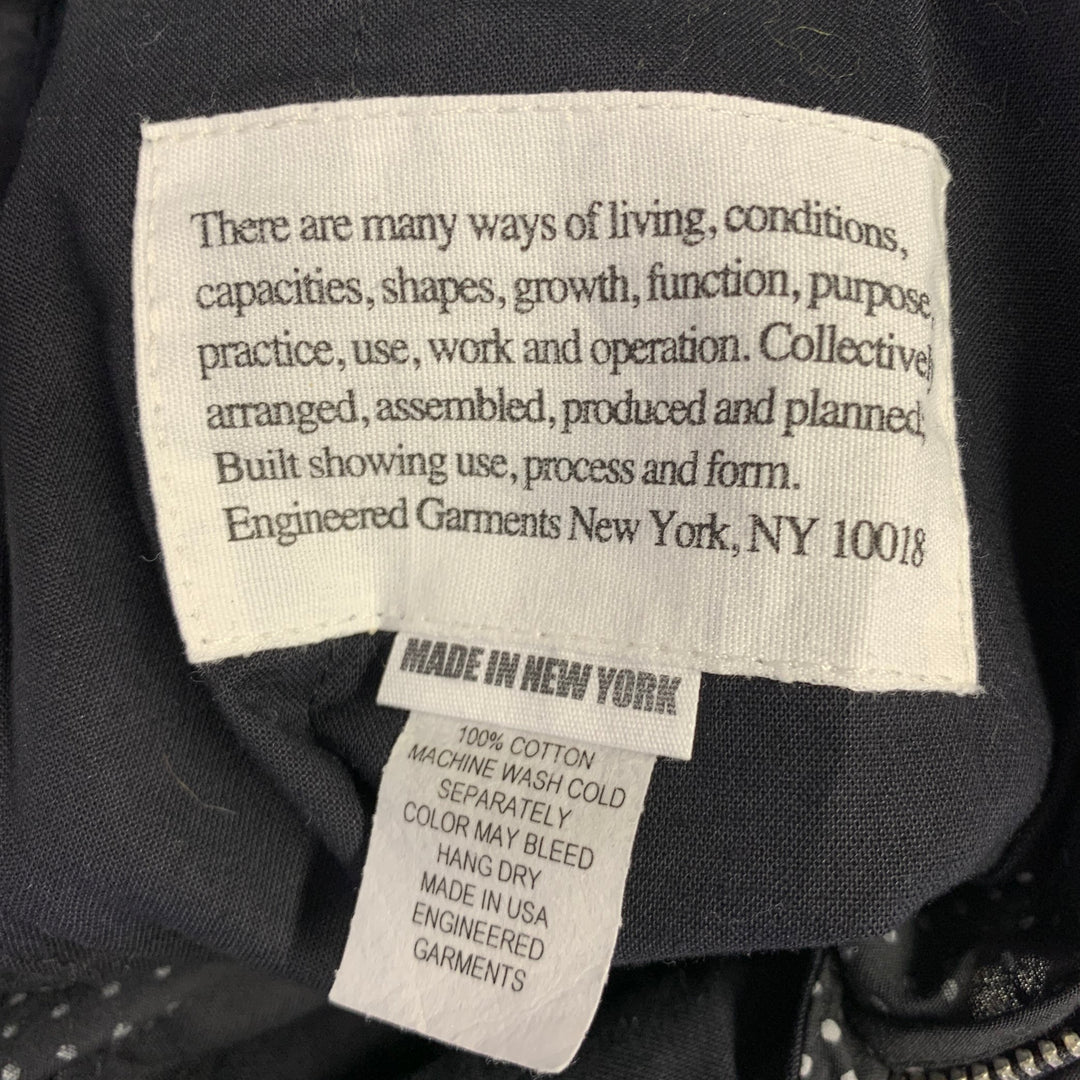 There are many ways of living, conditions,
capacities, shapes, growth, function, purpose,
practice, use, work and operation. Collectively
arranged, assembled, produced and planned;
Built showing use, process and form.
Engineered Garments New York, NY 10018
MADE IN NEW YORK
100% COTTON
MACHINE WASH COLD
SEPARATELY
COLOR MAY BLEED
HANG DRY
MADE IN USA
ENGINEERED
GARMENTS